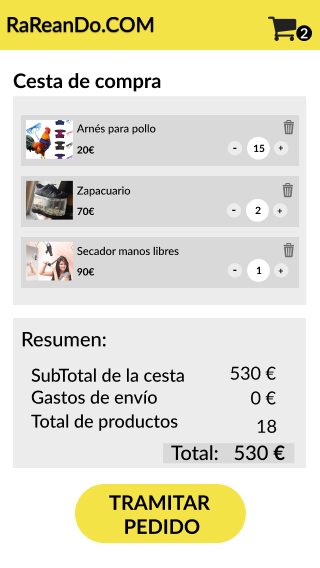 RaReanDo.COM
2
Cesta de compra
Arnés para pollo
20€
- 15 +
Zapacuario
70€
- 2 +
Secador manos libres
90€
- 1 +
Resumen:
SubTotal de la cesta 530 €
Gastos de envío 0 €
Total de productos 18
Total: 530 €
TRAMITAR
PEDIDO